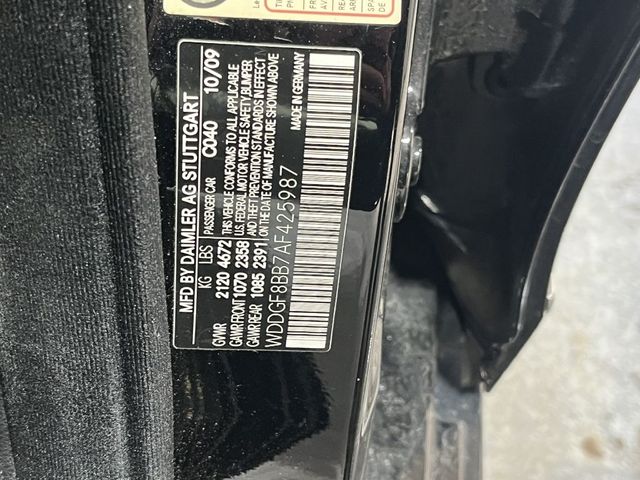 MFD BY DAIMLER AG STUTTGART
KG LBS PASSENGER CAR C040 10/09
GVWR 2120 4672 THIS VEHICLE CONFORMS TO ALL APPLICABLE
GAWR FRONT 1070 2358 U.S. FEDERAL MOTOR VEHICLE SAFETY BUMPER
GAWR REAR 1085 2391 AND THEFT PREVENTION STANDARDS IN EFFECT
ON THE DATE OF MANUFACTURE SHOWN ABOVE
WDDGF8BB7AF425987 MADE IN GERMANY